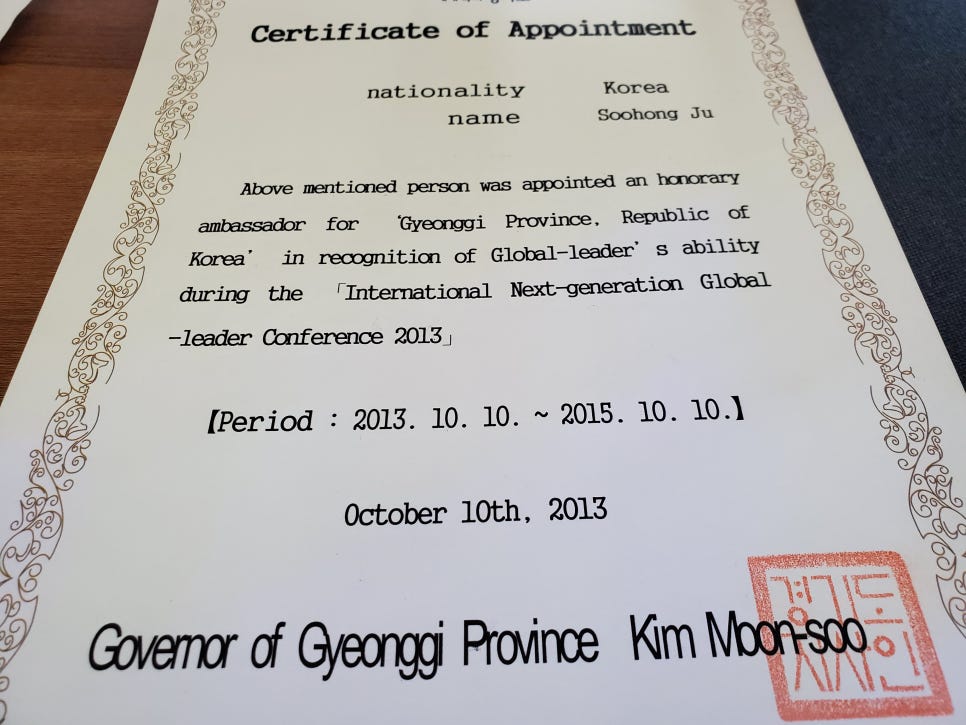 Certificate of Appointment
nationality Korea
name Soohong Ju
Above mentioned person was appointed an honorary
ambassador for 'Gyeonggi Province, Republic of
Korea' in recognition of Global-leader's ability
during the 「International Next-generation Global
-leader Conference 2013」
【Period : 2013. 10. 10. ~ 2015. 10. 10.】
October 10th, 2013
Governor of Gyeonggi Province Kim Moon-soo
경기도
지사인